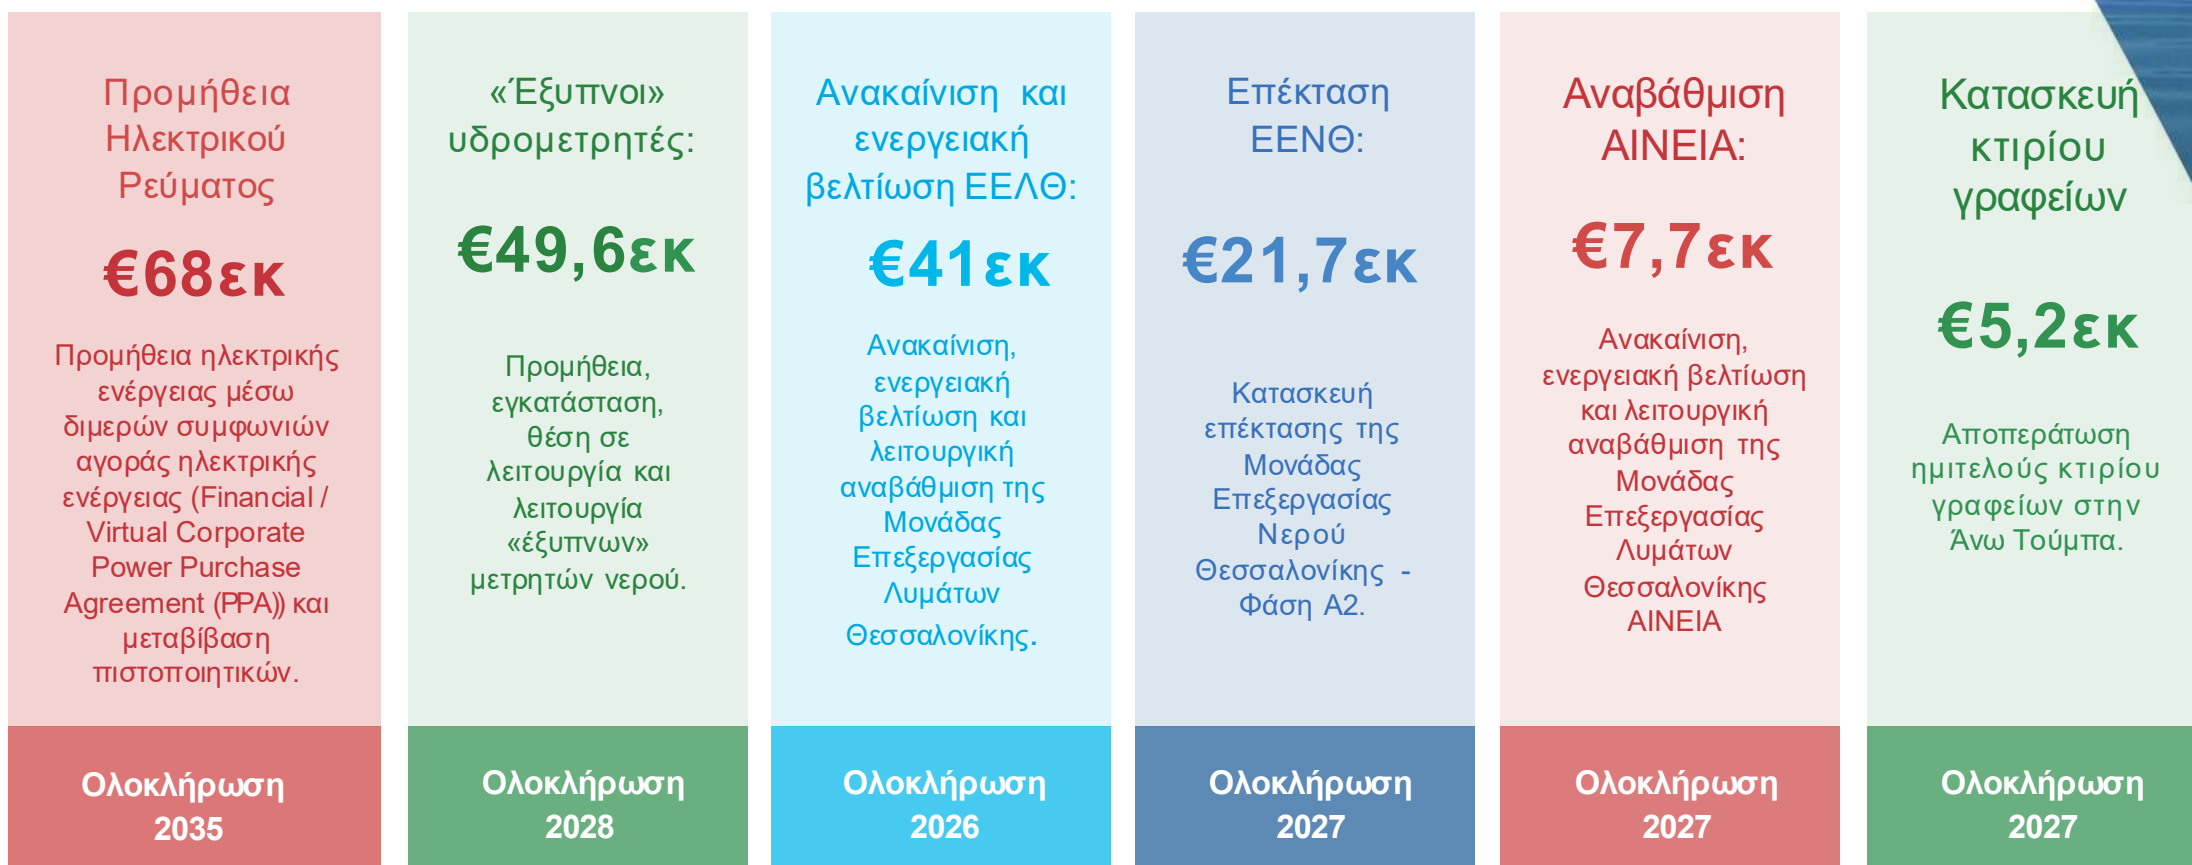 Προμήθεια
Ηλεκτρικού
Ρεύματος
€68εκ
Προμήθεια ηλεκτρικής
ενέργειας μέσω
διμερών συμφωνιών
αγοράς ηλεκτρικής
ενέργειας (Financial /
Virtual Corporate
Power Purchase
Agreement (PPA)) και
μεταβίβαση
πιστοποιητικών.
Ολοκλήρωση
2035
«Έξυπνοι»
υδρομετρητές:
€49,6εκ
Προμήθεια,
εγκατάσταση,
θέση σε
λειτουργία και
λειτουργία
«έξυπνων»
μετρητών νερού.
Ολοκλήρωση
2028
Ανακαίνιση και
ενεργειακή
βελτίωση ΕΕΛΘ:
€41εκ
Ανακαίνιση,
ενεργειακή
βελτίωση και
λειτουργική
αναβάθμιση της
Μονάδας
Επεξεργασίας
Λυμάτων
Θεσσαλονίκης.
Ολοκλήρωση
2026
Επέκταση
ΕΕΝΘ:
€21,7εκ
Κατασκευή
επέκτασης της
Μονάδας
Επεξεργασίας
Νερού
Θεσσαλονίκης -
Φάση Α2.
Ολοκλήρωση
2027
Αναβάθμιση
ΑΙΝΕΙΑ:
€7,7εκ
Ανακαίνιση,
ενεργειακή βελτίωση
και λειτουργική
αναβάθμιση της
Μονάδας
Επεξεργασίας
Λυμάτων
Θεσσαλονίκης
ΑΙΝΕΙΑ
Ολοκλήρωση
2027
Κατασκευή
κτιρίου
γραφείων
€5,2εκ
Αποπεράτωση
ημιτελούς κτιρίου
γραφείων στην
Άνω Τούμπα.
Ολοκλήρωση
2027